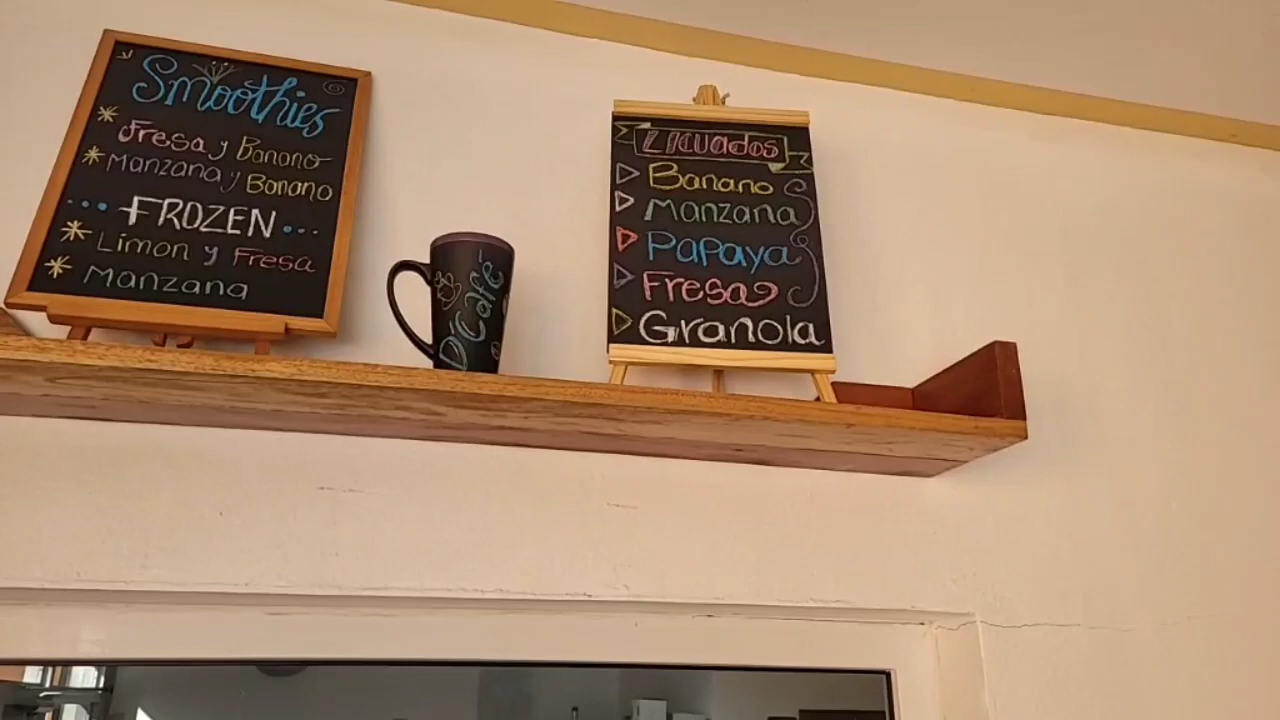 Smoothies
Fresa y Banano
Manzana y Banano
FROZEN
Limon y Fresa
Manzana
D'Café
Licuados
Banano
Manzana
Papaya
Fresa
Granola